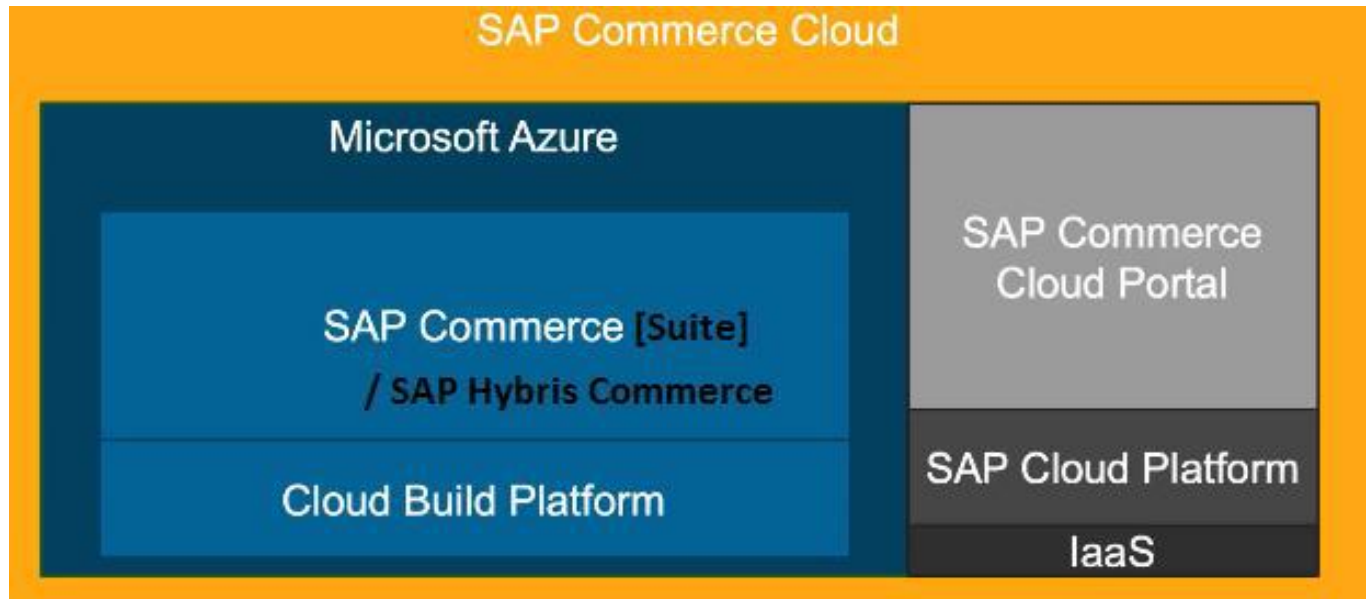 SAP Commerce Cloud
Microsoft Azure
SAP Commerce [Suite]
/ SAP Hybris Commerce
Cloud Build Platform
SAP Commerce
Cloud Portal
SAP Cloud Platform
IaaS